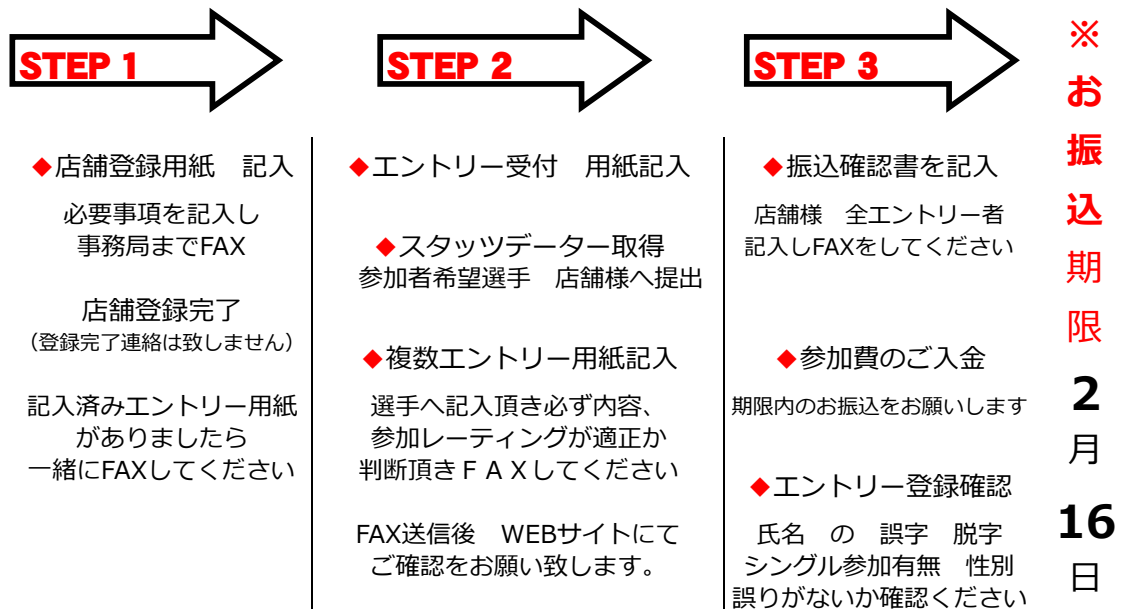 STEP 1
◆店舗登録用紙　記入
必要事項を記入し
事務局までFAX
店舗登録完了
（登録完了連絡は致しません）
記入済みエントリー用紙
がありましたら
一緒にFAXしてください
STEP 2
◆エントリー受付　用紙記入
◆スタッツデーター取得
参加者希望選手　店舗様へ提出
◆複数エントリー用紙記入
選手へ記入頂き必ず内容、
参加レーティングが適正か
判断頂きＦＡＸしてください
FAX送信後　WEBサイトにて
ご確認をお願い致します。
STEP 3
◆振込確認書を記入
店舗様　全エントリー者
記入しFAXをしてください
◆参加費のご入金
期限内のお振込をお願いします
◆エントリー登録確認
氏名　の　誤字　脱字
シングル参加有無　性別
誤りがないか確認ください
※お振込期限2月16日